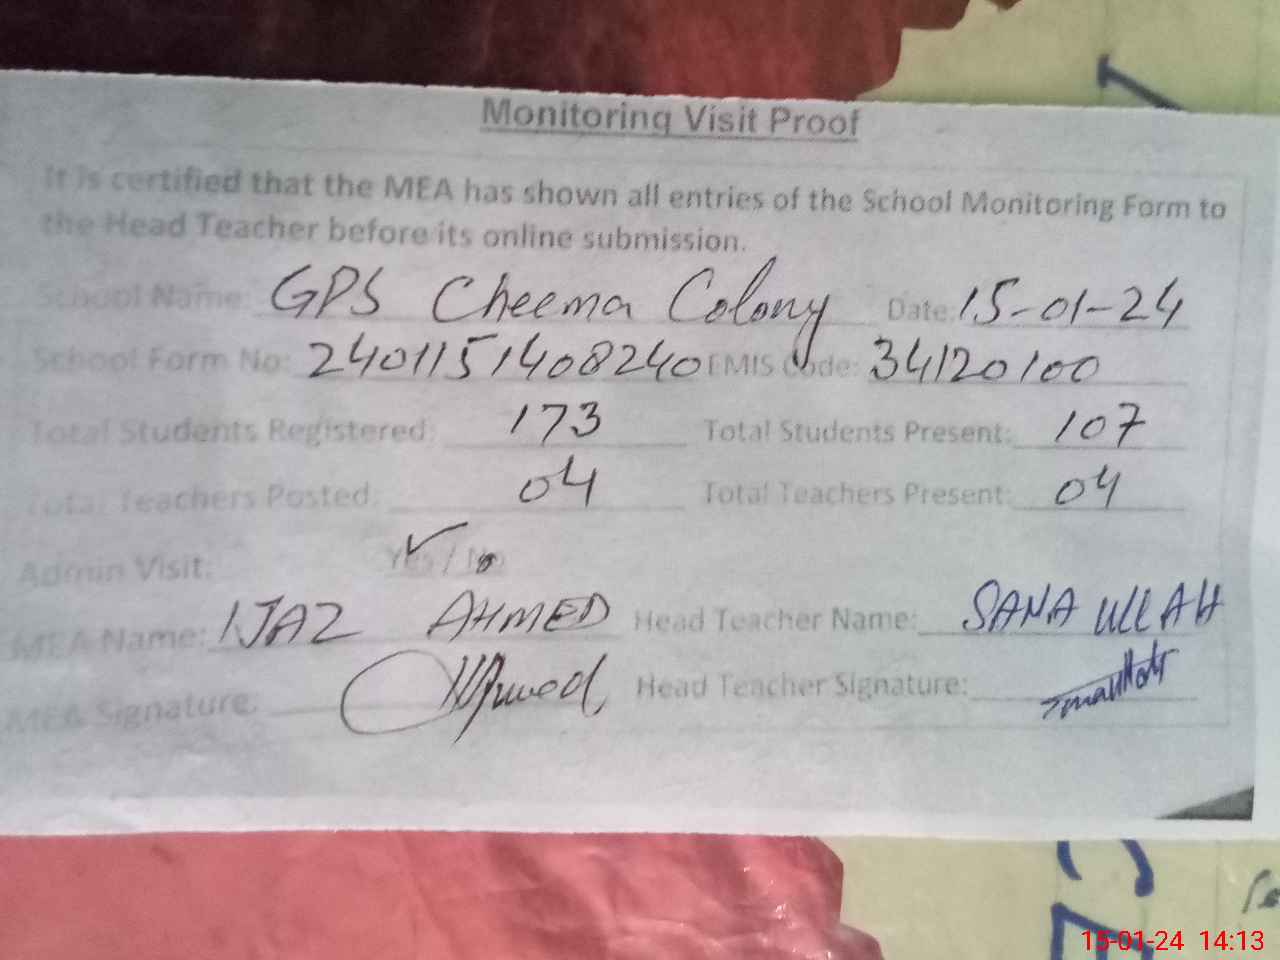 Monitoring Visit Proof
It is certified that the MEA has shown all entries of the School Monitoring Form to
the Head Teacher before its online submission.
School Name: GPS Cheema Colony Date: 15-01-24
School Form No: 2401151408240 EMIS Code: 34120100
Total Students Registered: 173 Total Students Present: 107
Total Teachers Posted: 04 Total Teachers Present: 04
Admin Visit: Yes / No
MEA Name: IJAZ AHMED Head Teacher Name: SANA ULLAH
MEA Signature: Head Teacher Signature:
15-01-24 14:13